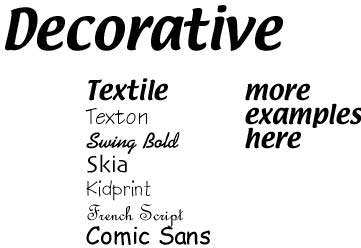 Decorative
Textile
Texton
Swing Bold
Skia
Kidprint
French Script
Comic Sans
more
examples
here